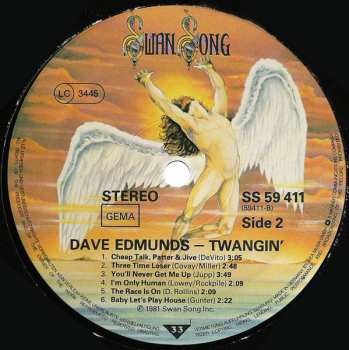 SWAN SONG
LC 3445
STEREO
GEMA
SS 59 411
(59411-B)
Side 2
DAVE EDMUNDS – TWANGIN'
1. Cheap Talk, Patter & Jive (DeVito) 3:05
2. Three Time Loser (Covay/Miller) 2:48
3. You'll Never Get Me Up (Jupp) 3:49
4. I'm Only Human (Lowey/Rockpile)
5. The Race Is On (D. Rollins) 2:09
6. Baby Let's Play House (Gunter) 2:22
℗ 1981 Swan Song Inc.
33